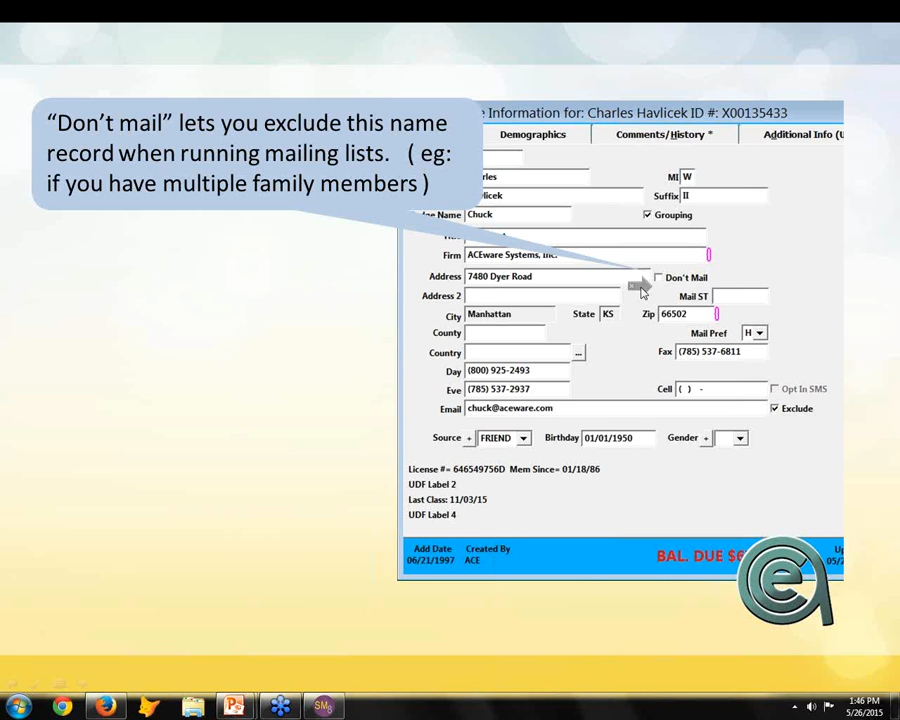 “Don’t mail” lets you exclude this name
record when running mailing lists. ( eg:
if you have multiple family members )
Information for: Charles Havlicek ID #: X00135433
Demographics Comments/History * Additional Info (U
MI W
Suffix II
Name Chuck Grouping
Firm ACEware Systems, Inc.
Address 7480 Dyer Road Don't Mail
Address 2 Mail ST
City Manhattan State KS Zip 66502
County Mail Pref H
Country ... Fax (785) 537-6811
Day (800) 925-2493
Eve (785) 537-2937 Cell ( ) - Opt In SMS
Email chuck@aceware.com Exclude
Source + FRIEND Birthday 01/01/1950 Gender +
License #= 646549756D Mem Since= 01/18/86
UDF Label 2
Last Class: 11/03/15
UDF Label 4
Add Date Created By
06/21/1997 ACE BAL. DUE
1:46 PM
5/26/2015